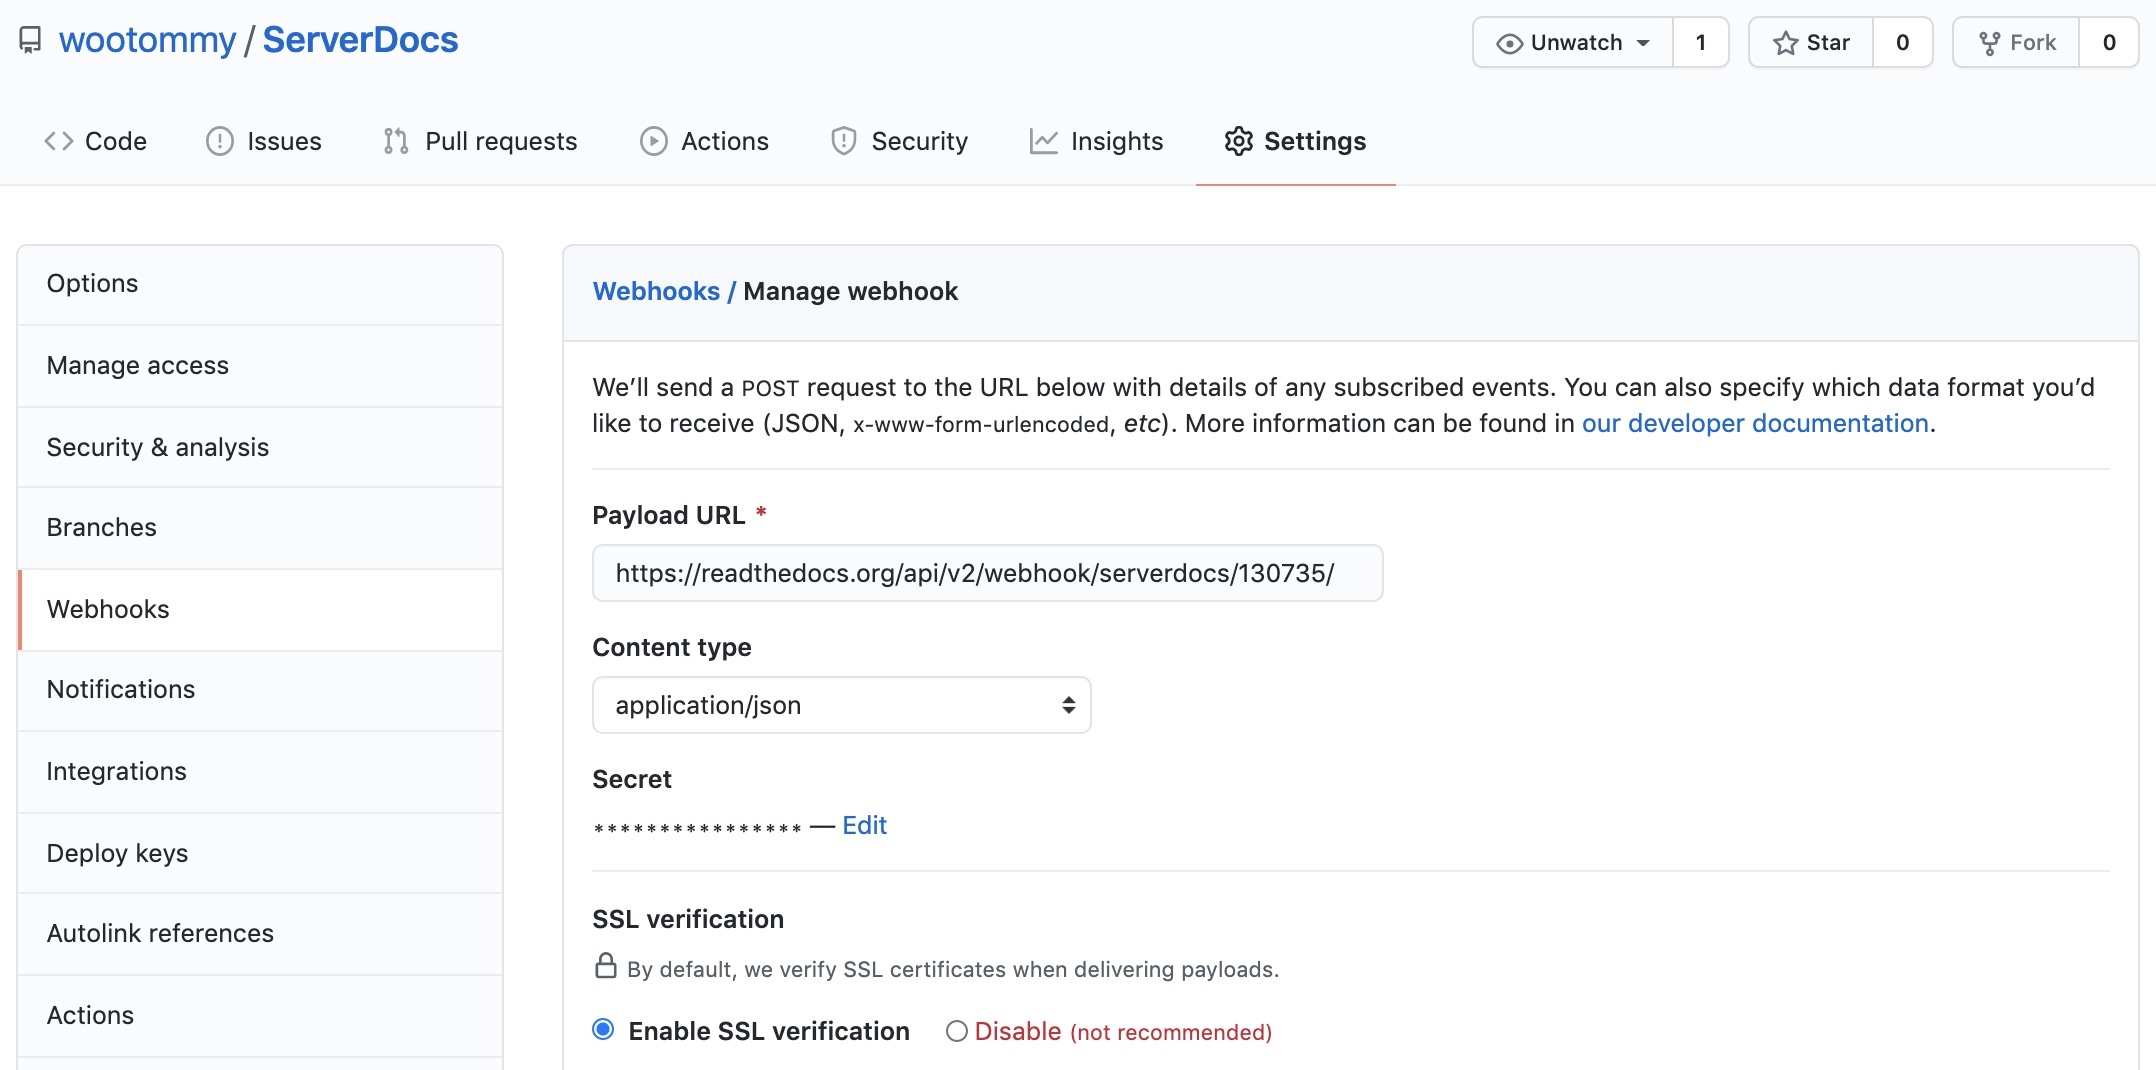 wootommy / ServerDocs
Unwatch 1 Star 0 Fork 0
Code Issues Pull requests Actions Security Insights Settings
Options
Manage access
Security & analysis
Branches
Webhooks
Notifications
Integrations
Deploy keys
Autolink references
Actions
Webhooks / Manage webhook
We’ll send a POST request to the URL below with details of any subscribed events. You can also specify which data format you’d
like to receive (JSON, x-www-form-urlencoded, etc). More information can be found in our developer documentation.
Payload URL *
https://readthedocs.org/api/v2/webhook/serverdocs/130735/
Content type
application/json
Secret
**************** — Edit
SSL verification
By default, we verify SSL certificates when delivering payloads.
Enable SSL verification Disable (not recommended)